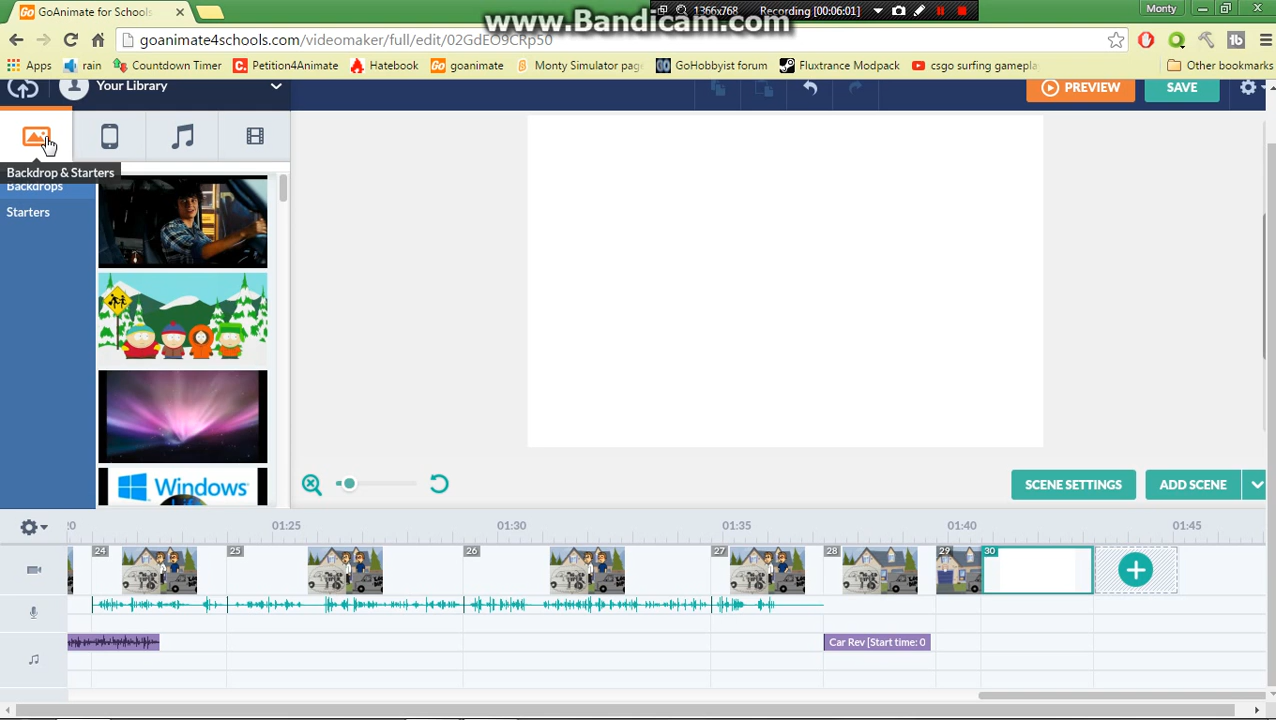 GoAnimate for Schools
1366x768
Recording [00:06:01]
Monty
www.Bandicam.com
goanimate4schools.com/videomaker/full/edit/02GdEO9CRp50
Apps
rain
Countdown Timer
Petition4Animate
Hatebook
goanimate
Monty Simulator page
GoHobbyist forum
Fluxtrance Modpack
csgo surfing gamepla
Other bookmarks
Your Library
PREVIEW
SAVE
Backdrop & Starters
Backdrops
Starters
Windows
SCENE SETTINGS
ADD SCENE
20
01:25
01:30
01:35
01:40
01:45
24
25
26
27
28
29
30
Car Rev [Start time: 0